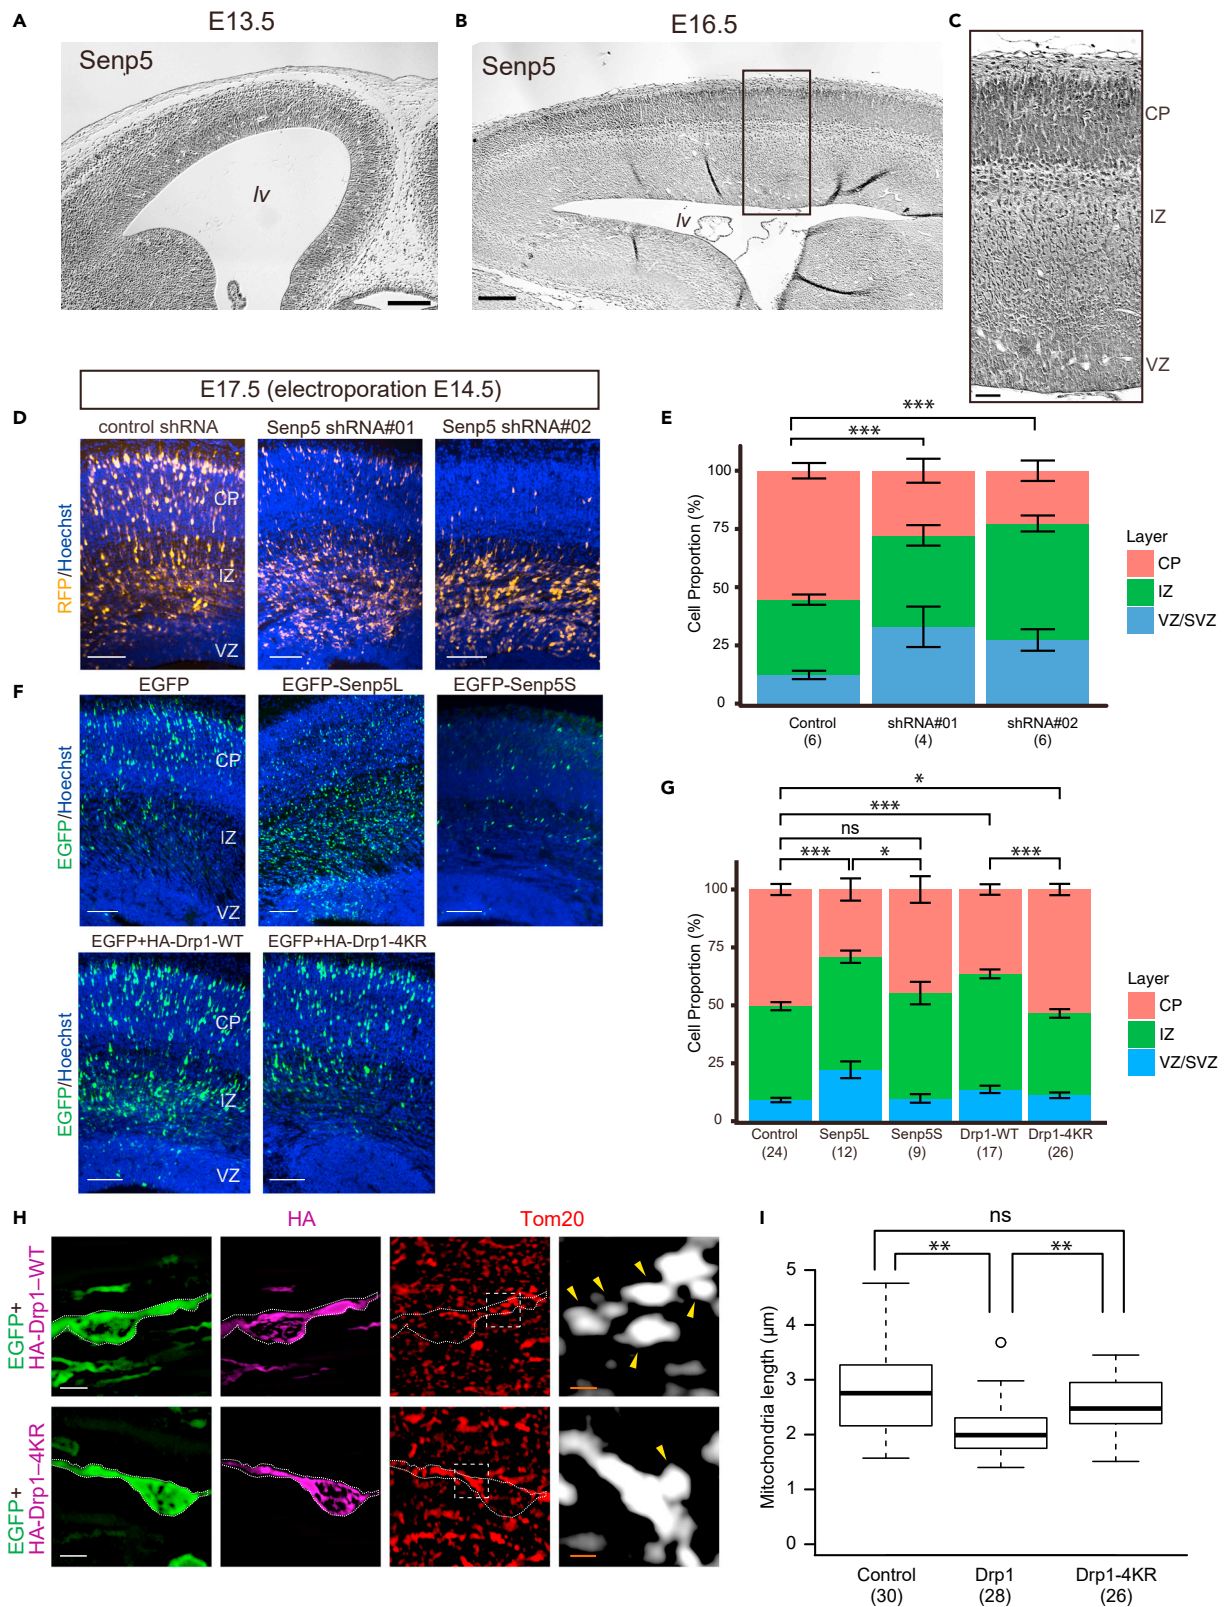 A
E13.5
Senp5
lv
B
E16.5
Senp5
lv
C
CP
IZ
VZ
E17.5 (electroporation E14.5)
D
control shRNA
Senp5 shRNA#01
Senp5 shRNA#02
RFP/Hoechst
CP
IZ
VZ
E
***
***
Cell Proportion (%)
100
75
50
25
0
Control
(6)
shRNA#01
(4)
shRNA#02
(6)
Layer
CP
IZ
VZ/SVZ
F
EGFP
EGFP-Senp5L
EGFP-Senp5S
EGFP/Hoechst
CP
IZ
VZ
EGFP+HA-Drp1-WT
EGFP+HA-Drp1-4KR
EGFP/Hoechst
CP
IZ
VZ
G
*
***
ns
***
*
***
Cell Proportion (%)
100
75
50
25
0
Control
(24)
Senp5L
(12)
Senp5S
(9)
Drp1-WT
(17)
Drp1-4KR
(26)
Layer
CP
IZ
VZ/SVZ
H
HA
Tom20
EGFP+
HA-Drp1–WT
EGFP+
HA-Drp1–4KR
I
ns
**
**
Mitochondria length (μm)
5
4
3
2
1
0
Control
(30)
Drp1
(28)
Drp1-4KR
(26)